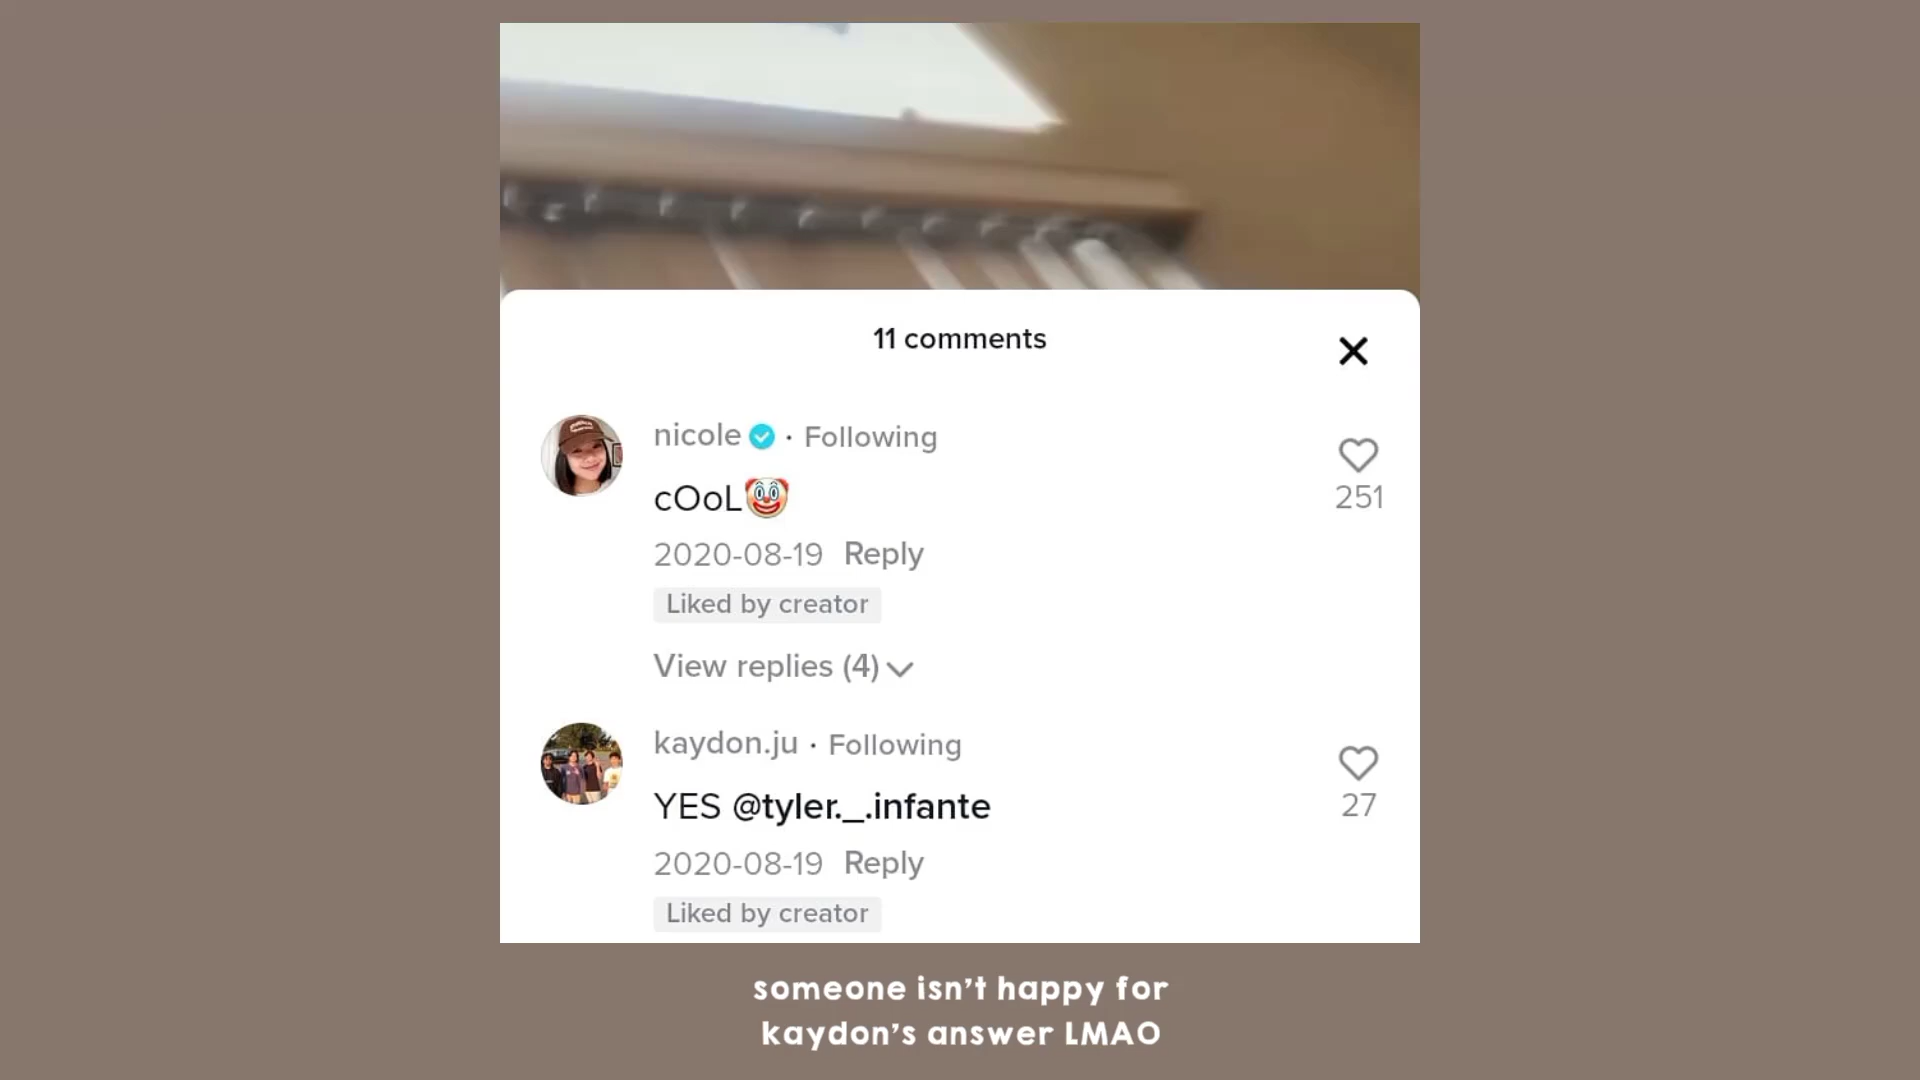 11 comments
nicole · Following
cOoL🤡
251
2020-08-19 Reply
Liked by creator
View replies (4)
kaydon.ju · Following
YES @tyler._.infante
27
2020-08-19 Reply
Liked by creator
someone isn't happy for
kaydon's answer LMAO